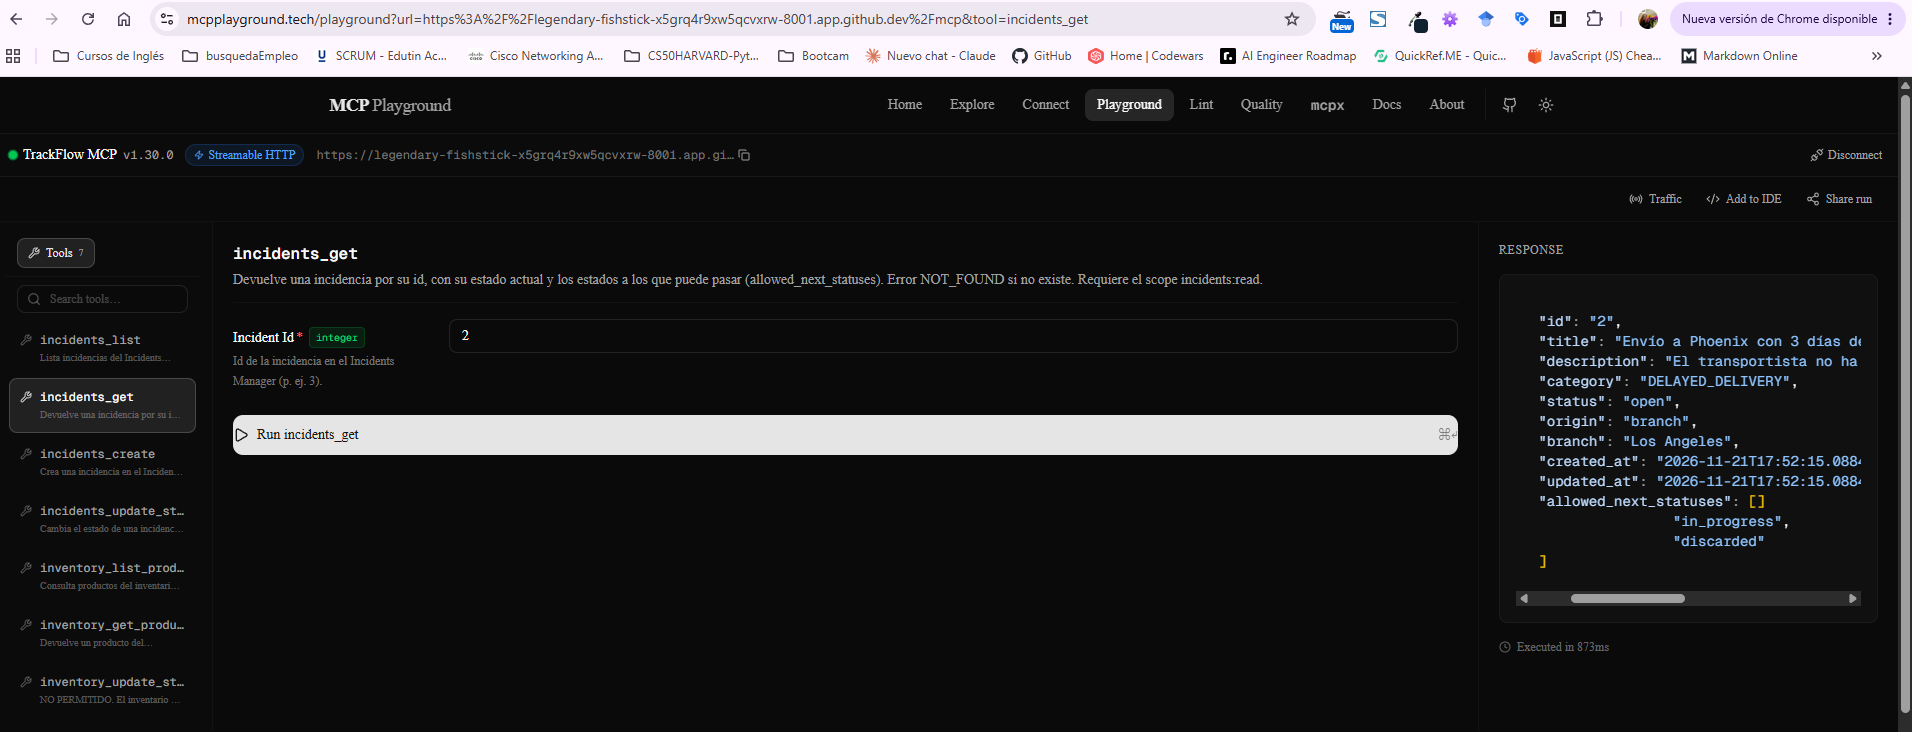 mcpplayground.tech/playground?url=https%3A%2F%2Flegendary-fishstick-x5grq4r9xw5qcvxrw-8001.app.github.dev%2Fmcp&tool=incidents_get
New
Nueva versión de Chrome disponible
Cursos de Inglés
busquedaEmpleo
SCRUM - Edutin Ac...
Cisco Networking A...
CS50HARVARD-Pyt...
Bootcam
Nuevo chat - Claude
GitHub
Home | Codewars
AI Engineer Roadmap
QuickRef.ME - Quic...
JavaScript (JS) Chea...
Markdown Online
MCP Playground
Home
Explore
Connect
Playground
Lint
Quality
mcpx
Docs
About
TrackFlow MCP v1.30.0
Streamable HTTP
https://legendary-fishstick-x5grq4r9xw5qcvxrw-8001.app.gi...
Disconnect
Traffic
Add to IDE
Share run
Tools 7
Search tools...
incidents_list
Lista incidencias del Incidents...
incidents_get
Devuelve una incidencia por su i...
incidents_create
Crea una incidencia en el Inciden...
incidents_update_st...
Cambia el estado de una incidenc...
inventory_list_prod...
Consulta productos del inventari...
inventory_get_produ...
Devuelve un producto del...
inventory_update_st...
NO PERMITIDO. El inventario ...
incidents_get
Devuelve una incidencia por su id, con su estado actual y los estados a los que puede pasar (allowed_next_statuses). Error NOT_FOUND si no existe. Requiere el scope incidents:read.
Incident Id * integer
Id de la incidencia en el Incidents
Manager (p. ej. 3).
2
Run incidents_get
RESPONSE
"id": "2",
"title": "Envío a Phoenix con 3 días de
"description": "El transportista no ha
"category": "DELAYED_DELIVERY",
"status": "open",
"origin": "branch",
"branch": "Los Angeles",
"created_at": "2026-11-21T17:52:15.0884
"updated_at": "2026-11-21T17:52:15.0884
"allowed_next_statuses": []
"in_progress",
"discarded"
]
Executed in 873ms